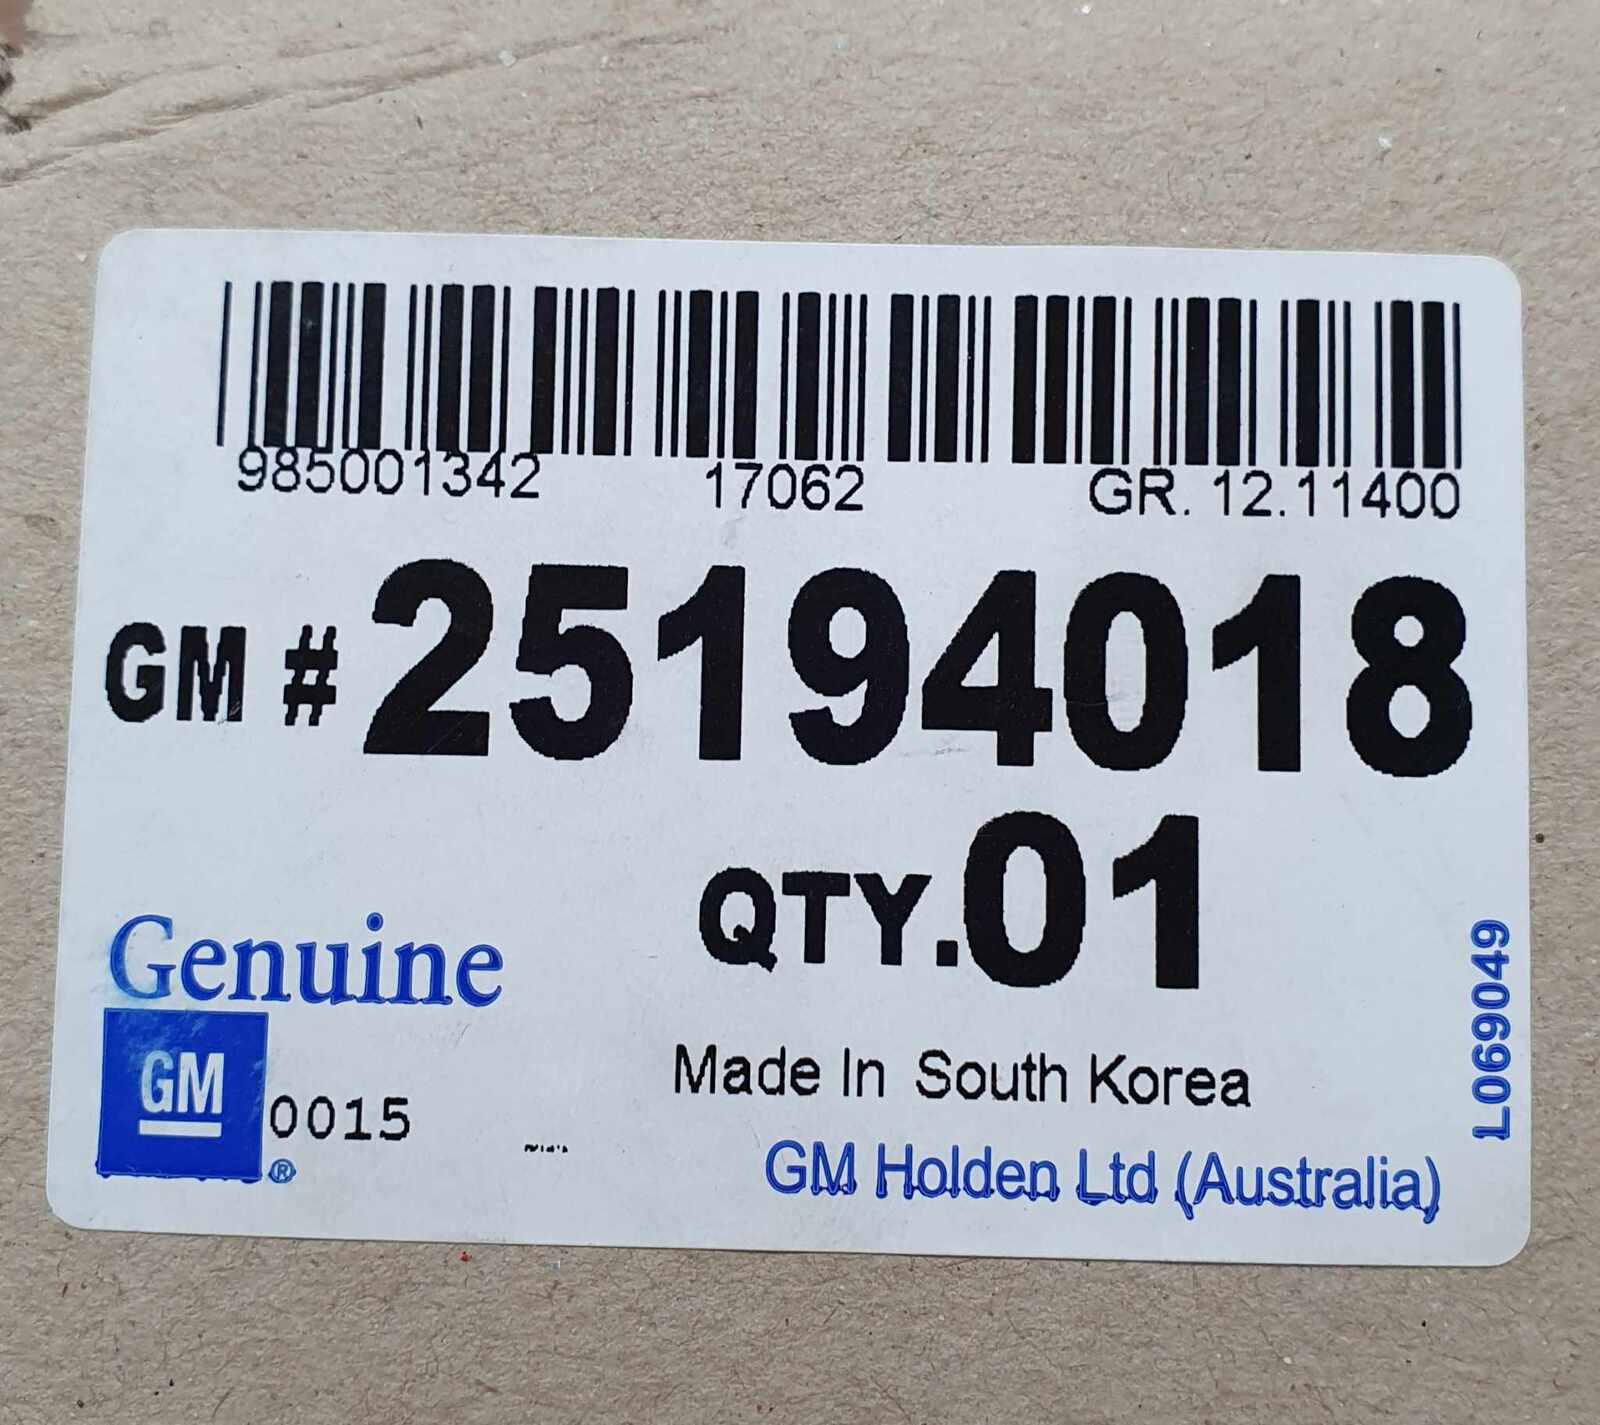 985001342 17062 GR. 12.11400
GM # 25194018
QTY. 01
Genuine
GM
®
0015
Made In South Korea
GM Holden Ltd (Australia)
L069049